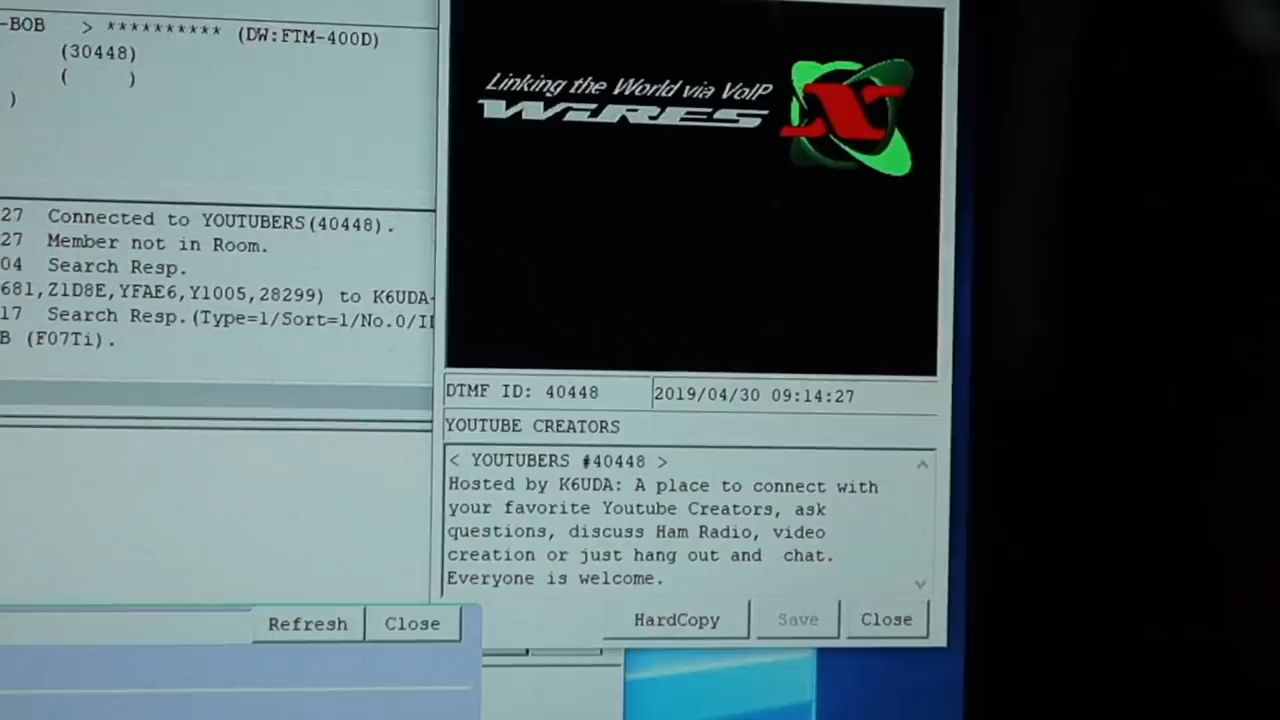 -BOB > ********** (DW:FTM-400D)
(30448)
( )
)
27 Connected to YOUTUBERS(40448).
27 Member not in Room.
04 Search Resp.
681,Z1D8E,YFAE6,Y1005,28299) to K6UDA-
17 Search Resp.(Type=1/Sort=1/No.0/I
B (F07Ti).
Linking the World via VoIP
WiRES X
DTMF ID: 40448
2019/04/30 09:14:27
YOUTUBE CREATORS
< YOUTUBERS #40448 >
Hosted by K6UDA: A place to connect with
your favorite Youtube Creators, ask
questions, discuss Ham Radio, video
creation or just hang out and chat.
Everyone is welcome.
HardCopy Save Close
Refresh Close